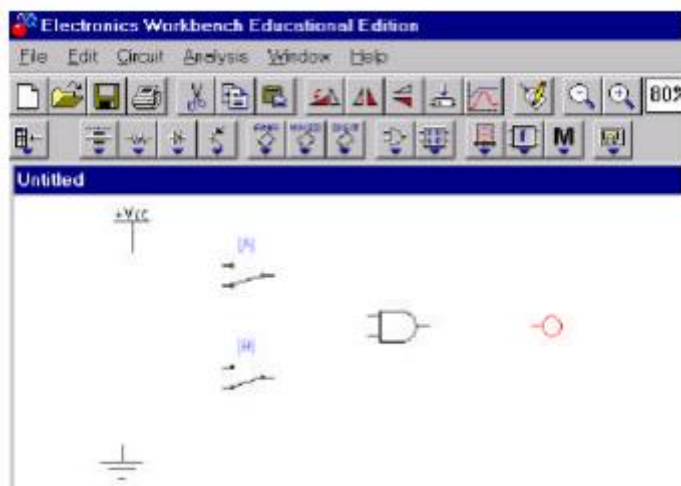 Electronics Workbench Educational Edition
File Edit Circuit Analysis Window Help
80%
M
Untitled
+Vcc
[A]